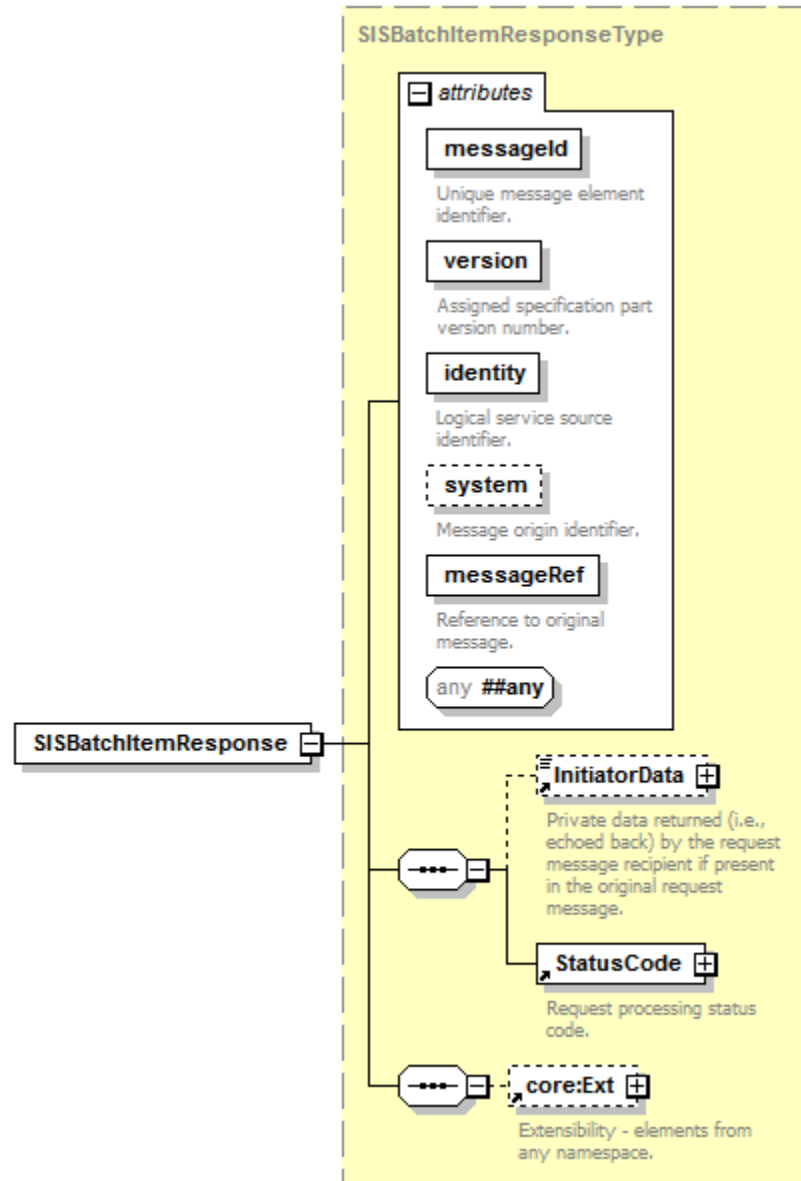 SISBatchItemResponseType
attributes
messageId
Unique message element
identifier.
version
Assigned specification part
version number.
identity
Logical service source
identifier.
system
Message origin identifier.
messageRef
Reference to original
message.
any ##any
SISBatchItemResponse
InitiatorData
Private data returned (i.e.,
echoed back) by the request
message recipient if present
in the original request
message.
StatusCode
Request processing status
code.
core:Ext
Extensibility - elements from
any namespace.